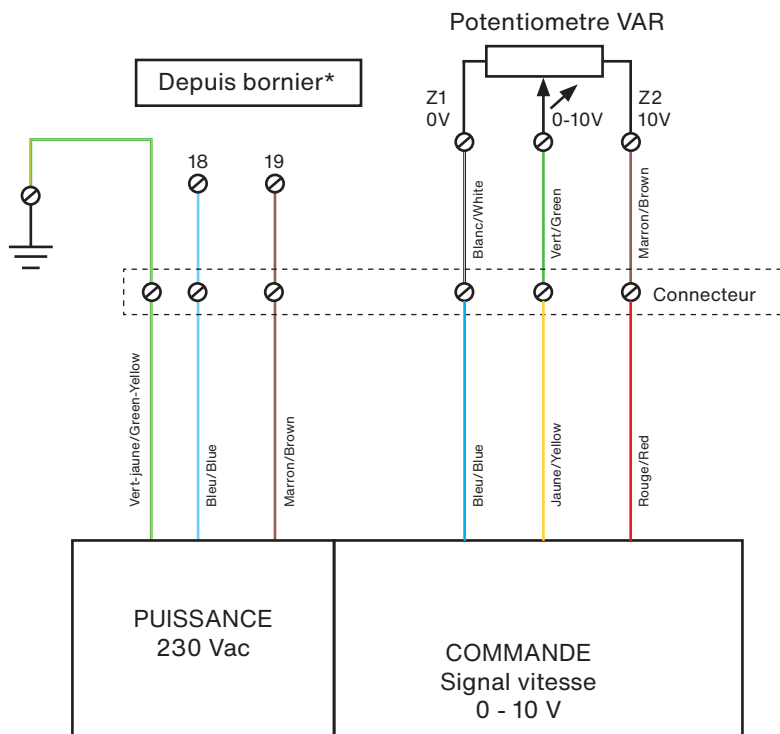 Potentiometre VAR
Depuis bornier*
Z1
0V
0-10V
Z2
10V
18
19
Blanc/White
Vert/Green
Marron/Brown
Connecteur
Vert-jaune/Green-Yellow
Bleu/Blue
Marron/Brown
Bleu/Blue
Jaune/Yellow
Rouge/Red
PUISSANCE
230 Vac
COMMANDE
Signal vitesse
0 - 10 V